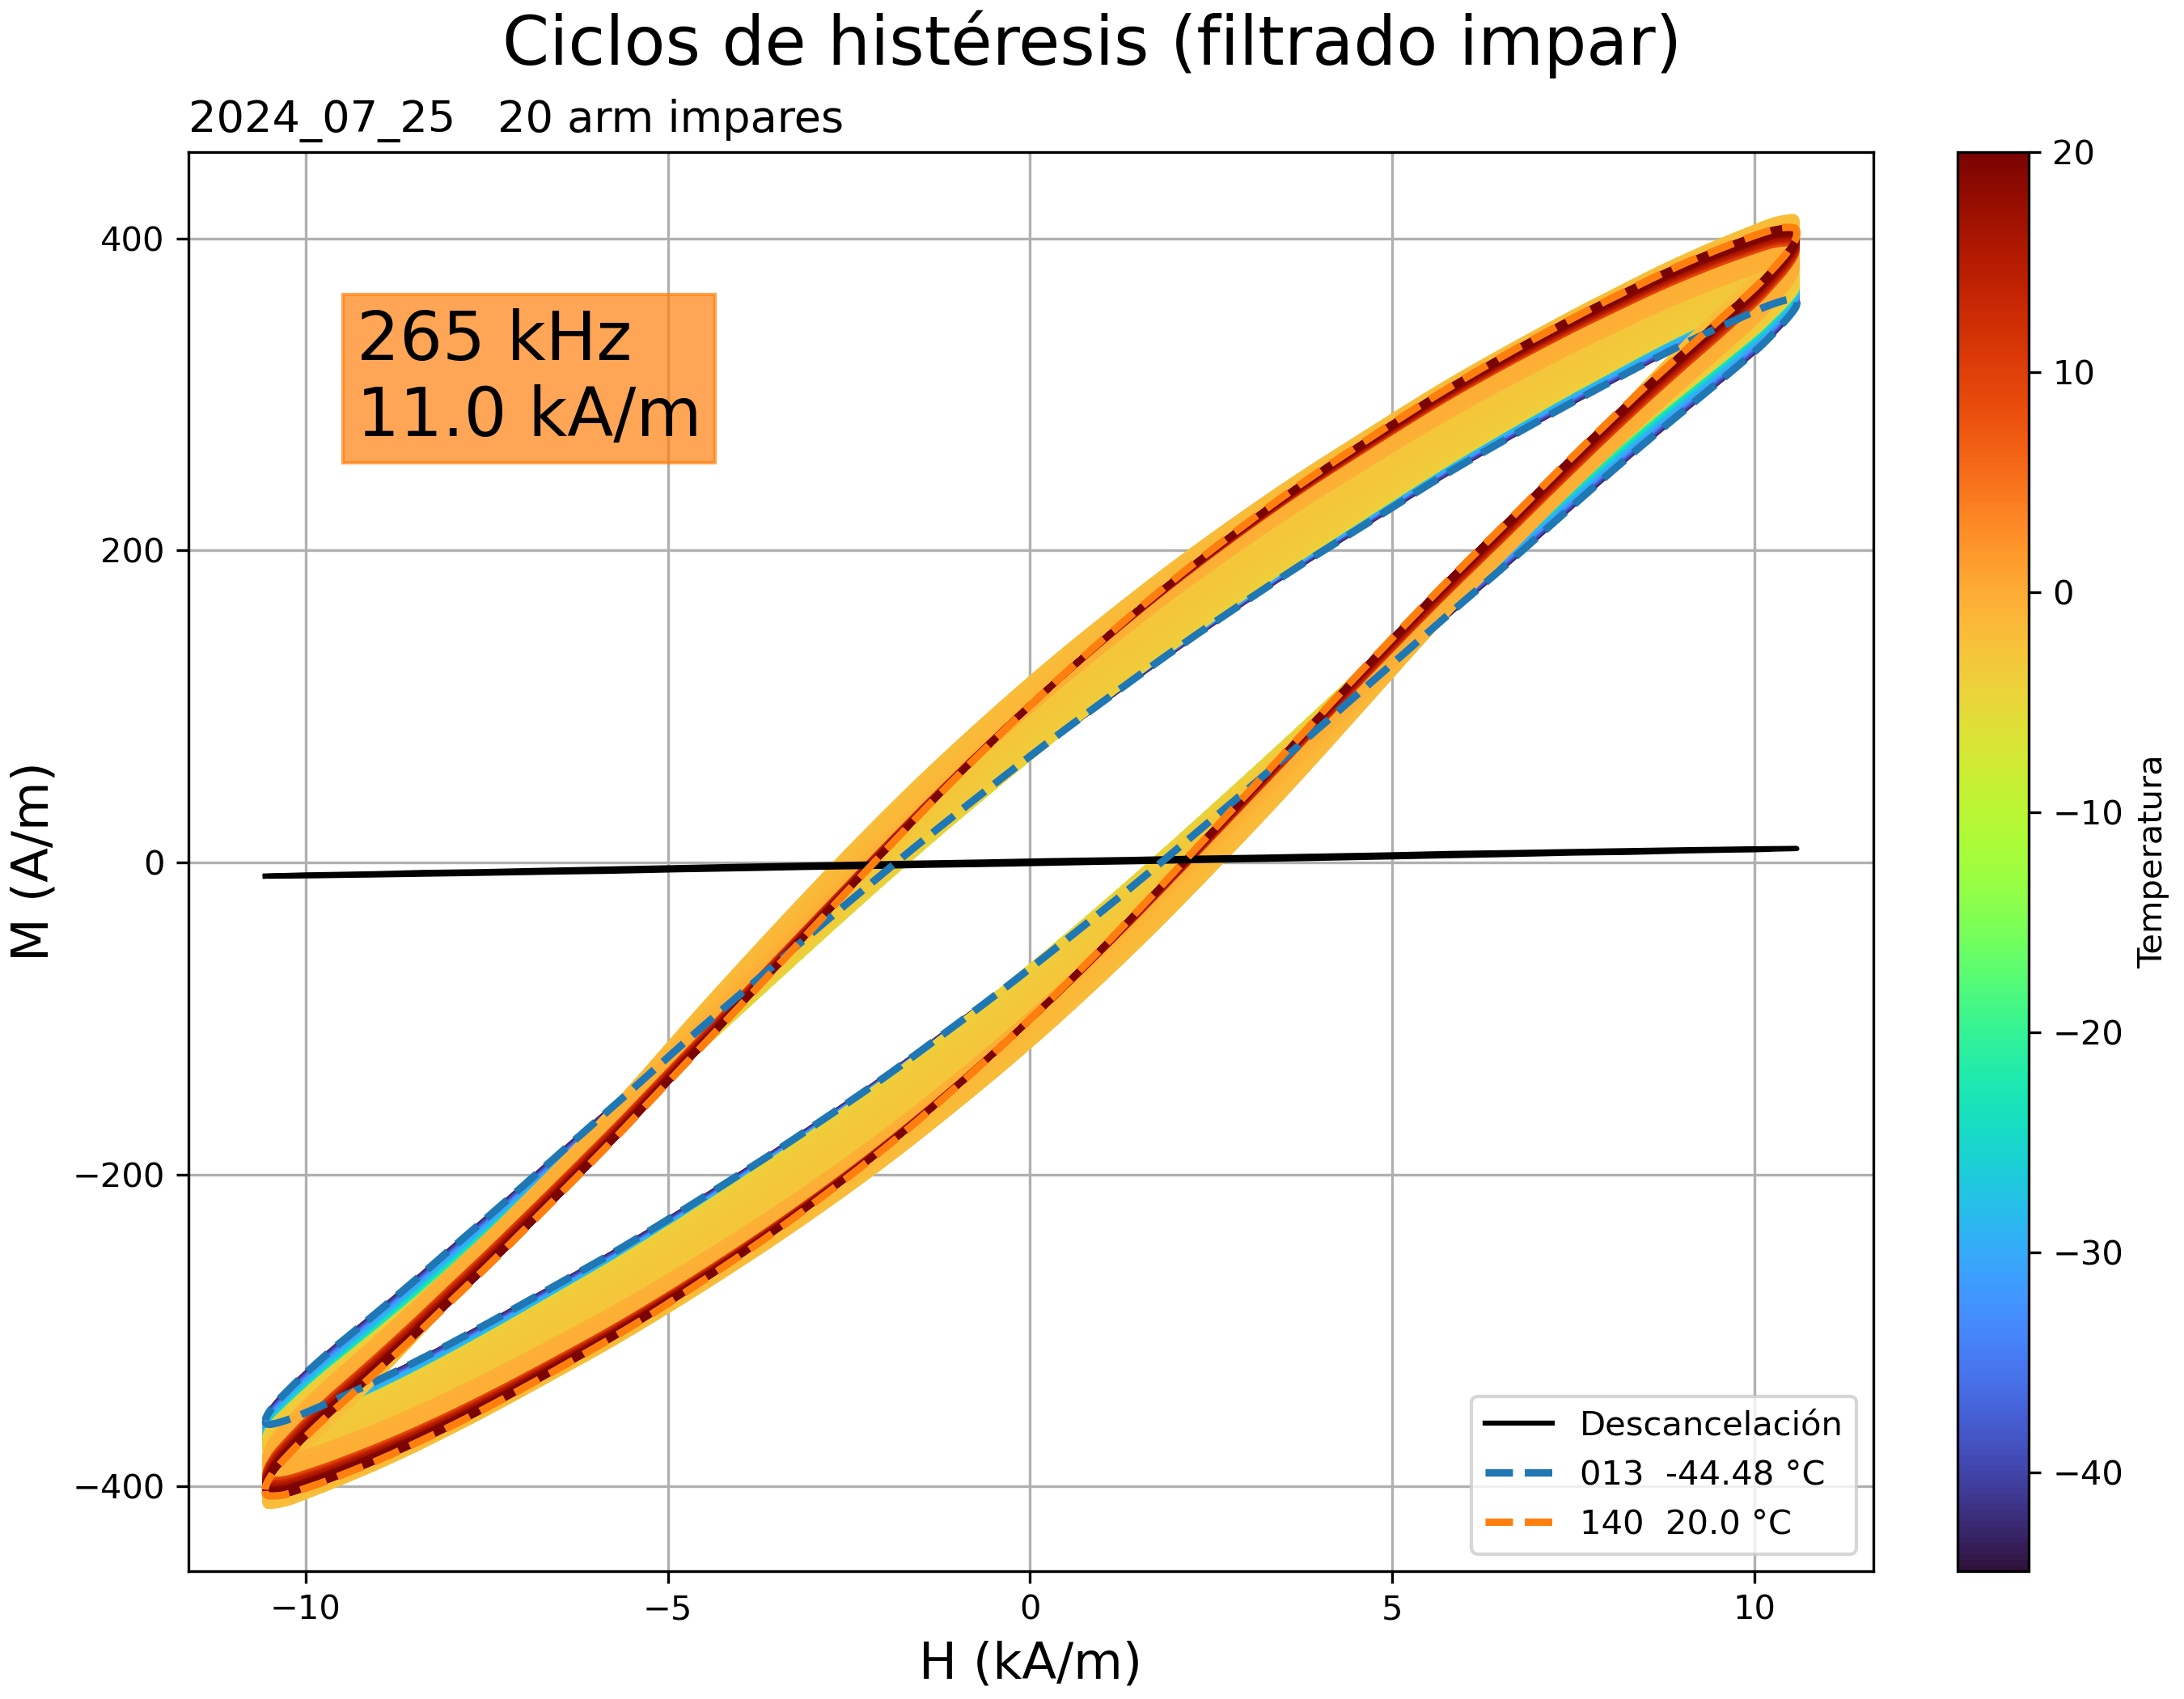 Ciclos de histéresis (filtrado impar)
2024_07_25   20 arm impares
265 kHz
11.0 kA/m
M (A/m)
400
200
0
−200
−400
−10
−5
0
5
10
H (kA/m)
Descancelación
013  -44.48 °C
140  20.0 °C
20
10
0
−10
−20
−30
−40
Temperatura